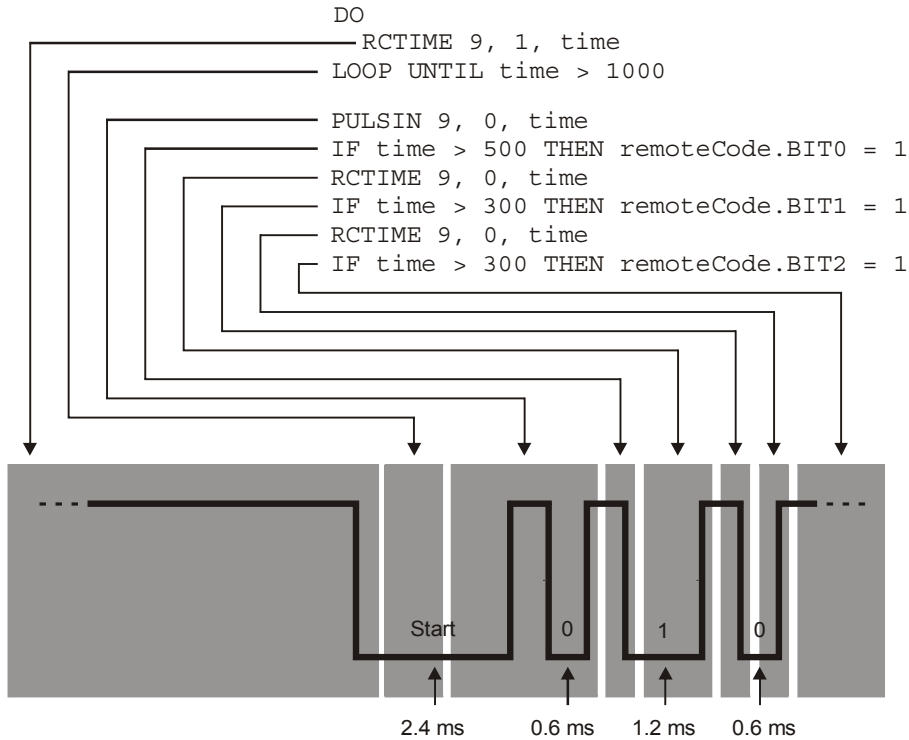 DO
RCTIME 9, 1, time
LOOP UNTIL time > 1000
PULSIN 9, 0, time
IF time > 500 THEN remoteCode.BIT0 = 1
RCTIME 9, 0, time
IF time > 300 THEN remoteCode.BIT1 = 1
RCTIME 9, 0, time
IF time > 300 THEN remoteCode.BIT2 = 1
Start 0 1 0
2.4 ms 0.6 ms 1.2 ms 0.6 ms